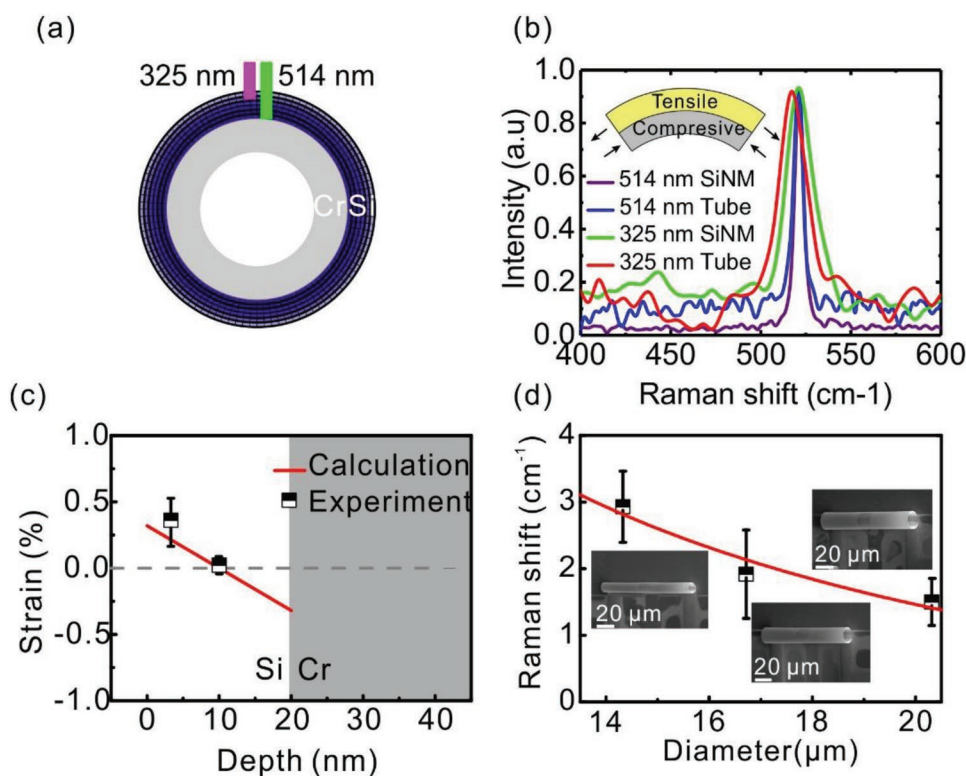 (a)
325 nm 514 nm
CrSi
(b)
Intensity (a.u)
1.0
0.8
0.6
0.4
0.2
0.0
Tensile
Compresive
514 nm SiNM
514 nm Tube
325 nm SiNM
325 nm Tube
400 450 500 550 600
Raman shift (cm-1)
(c)
Strain (%)
1.0
0.5
0.0
-0.5
-1.0
Calculation
Experiment
Si Cr
0 10 20 30 40
Depth (nm)
(d)
Raman shift (cm⁻¹)
4
3
2
1
0
20 µm
20 µm
20 µm
14 16 18 20
Diameter(µm)